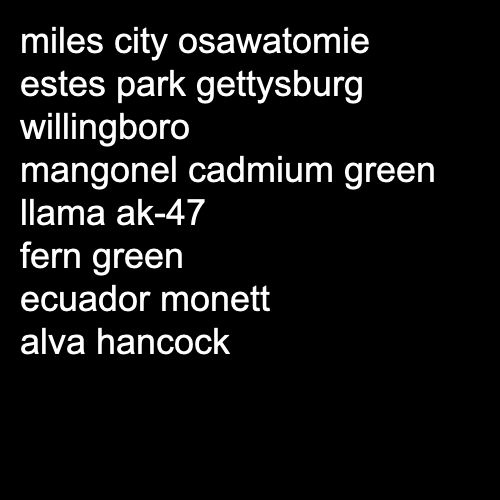 miles city osawatomie
estes park gettysburg
willingboro
mangonel cadmium green
llama ak-47
fern green
ecuador monett
alva hancock